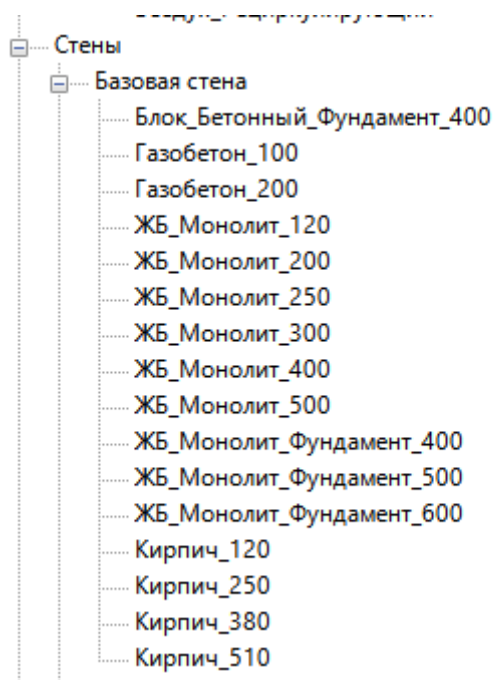 Стены
Базовая стена
Блок_Бетонный_Фундамент_400
Газобетон_100
Газобетон_200
ЖБ_Монолит_120
ЖБ_Монолит_200
ЖБ_Монолит_250
ЖБ_Монолит_300
ЖБ_Монолит_400
ЖБ_Монолит_500
ЖБ_Монолит_Фундамент_400
ЖБ_Монолит_Фундамент_500
ЖБ_Монолит_Фундамент_600
Кирпич_120
Кирпич_250
Кирпич_380
Кирпич_510